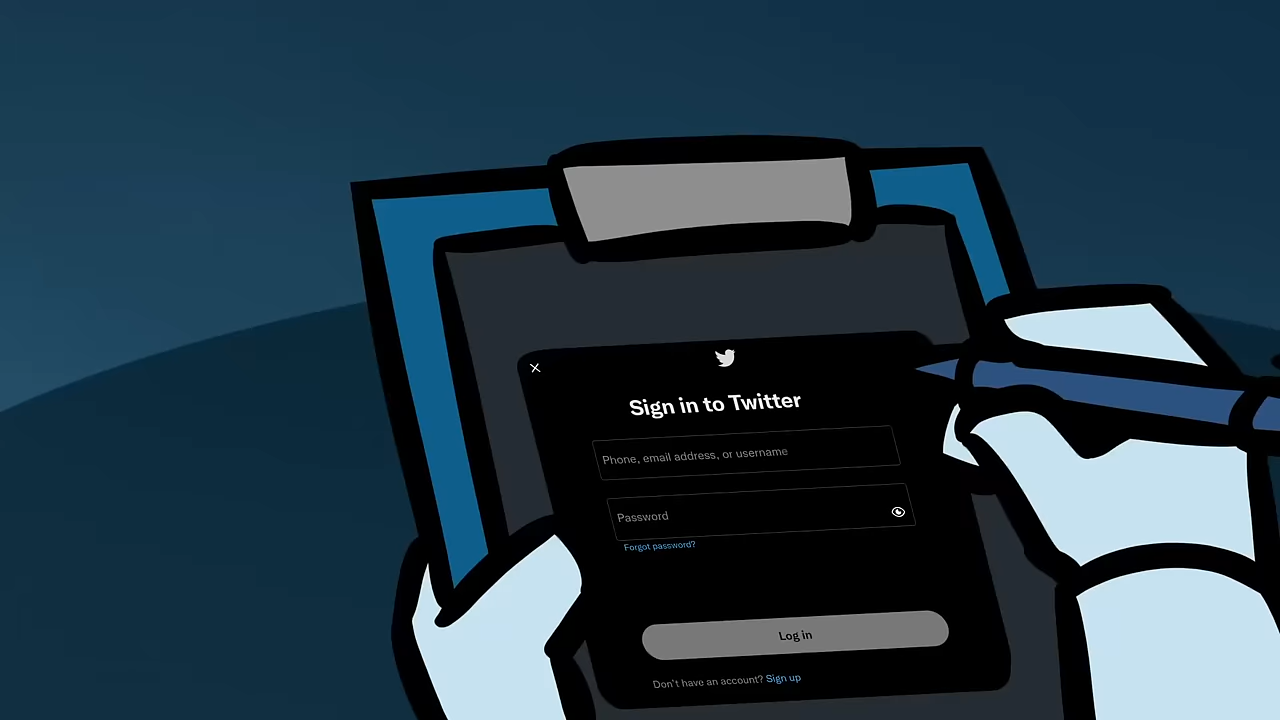 Sign in to Twitter
Phone, email address, or username
Password
Forgot password?
Log in
Don't have an account? Sign up